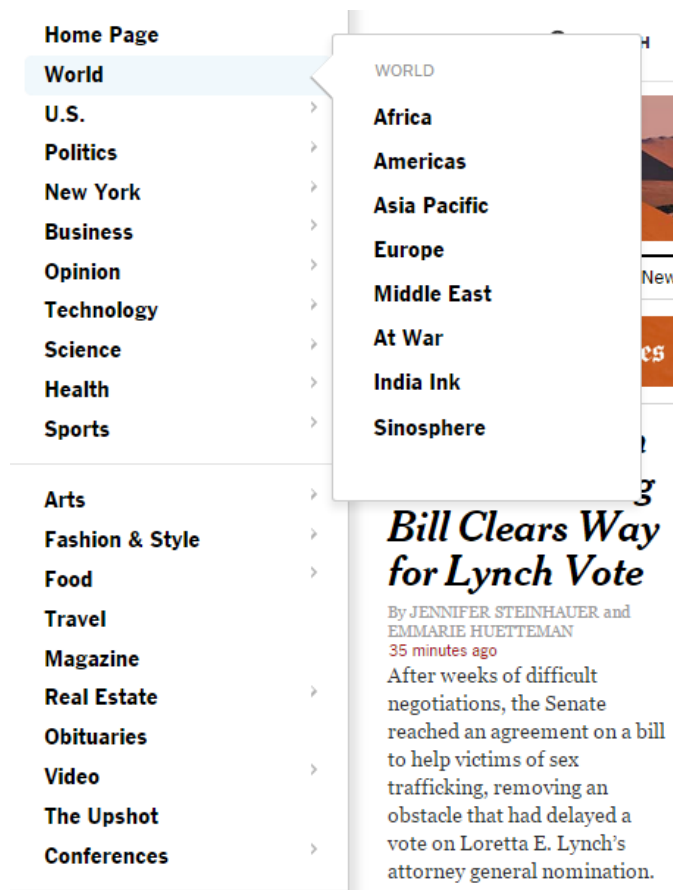 Home Page
World
U.S.
Politics
New York
Business
Opinion
Technology
Science
Health
Sports
Arts
Fashion & Style
Food
Travel
Magazine
Real Estate
Obituaries
Video
The Upshot
Conferences
WORLD
Africa
Americas
Asia Pacific
Europe
Middle East
At War
India Ink
Sinosphere
H
New
es
g
Bill Clears Way
for Lynch Vote
By JENNIFER STEINHAUER and
EMMARIE HUETTEMAN
35 minutes ago
After weeks of difficult
negotiations, the Senate
reached an agreement on a bill
to help victims of sex
trafficking, removing an
obstacle that had delayed a
vote on Loretta E. Lynch's
attorney general nomination.